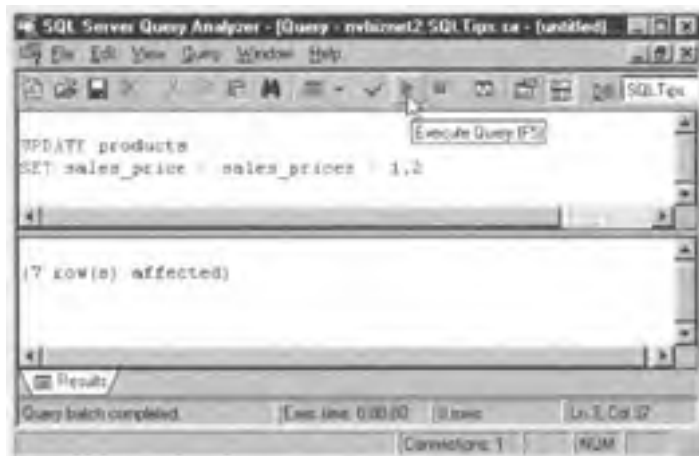 SQL Server Query Analyzer - [Query - nvbiznet2.SQLTips.sa - (untitled)]
File Edit View Query Window Help
SQLTips
Execute Query (F5)
UPDATE products
SET sales_price = sales_prices * 1.2
(7 row(s) affected)
Results
Query batch completed. Exec time: 0:00:00 0 rows Ln 3, Col 37
Connections: 1 NUM